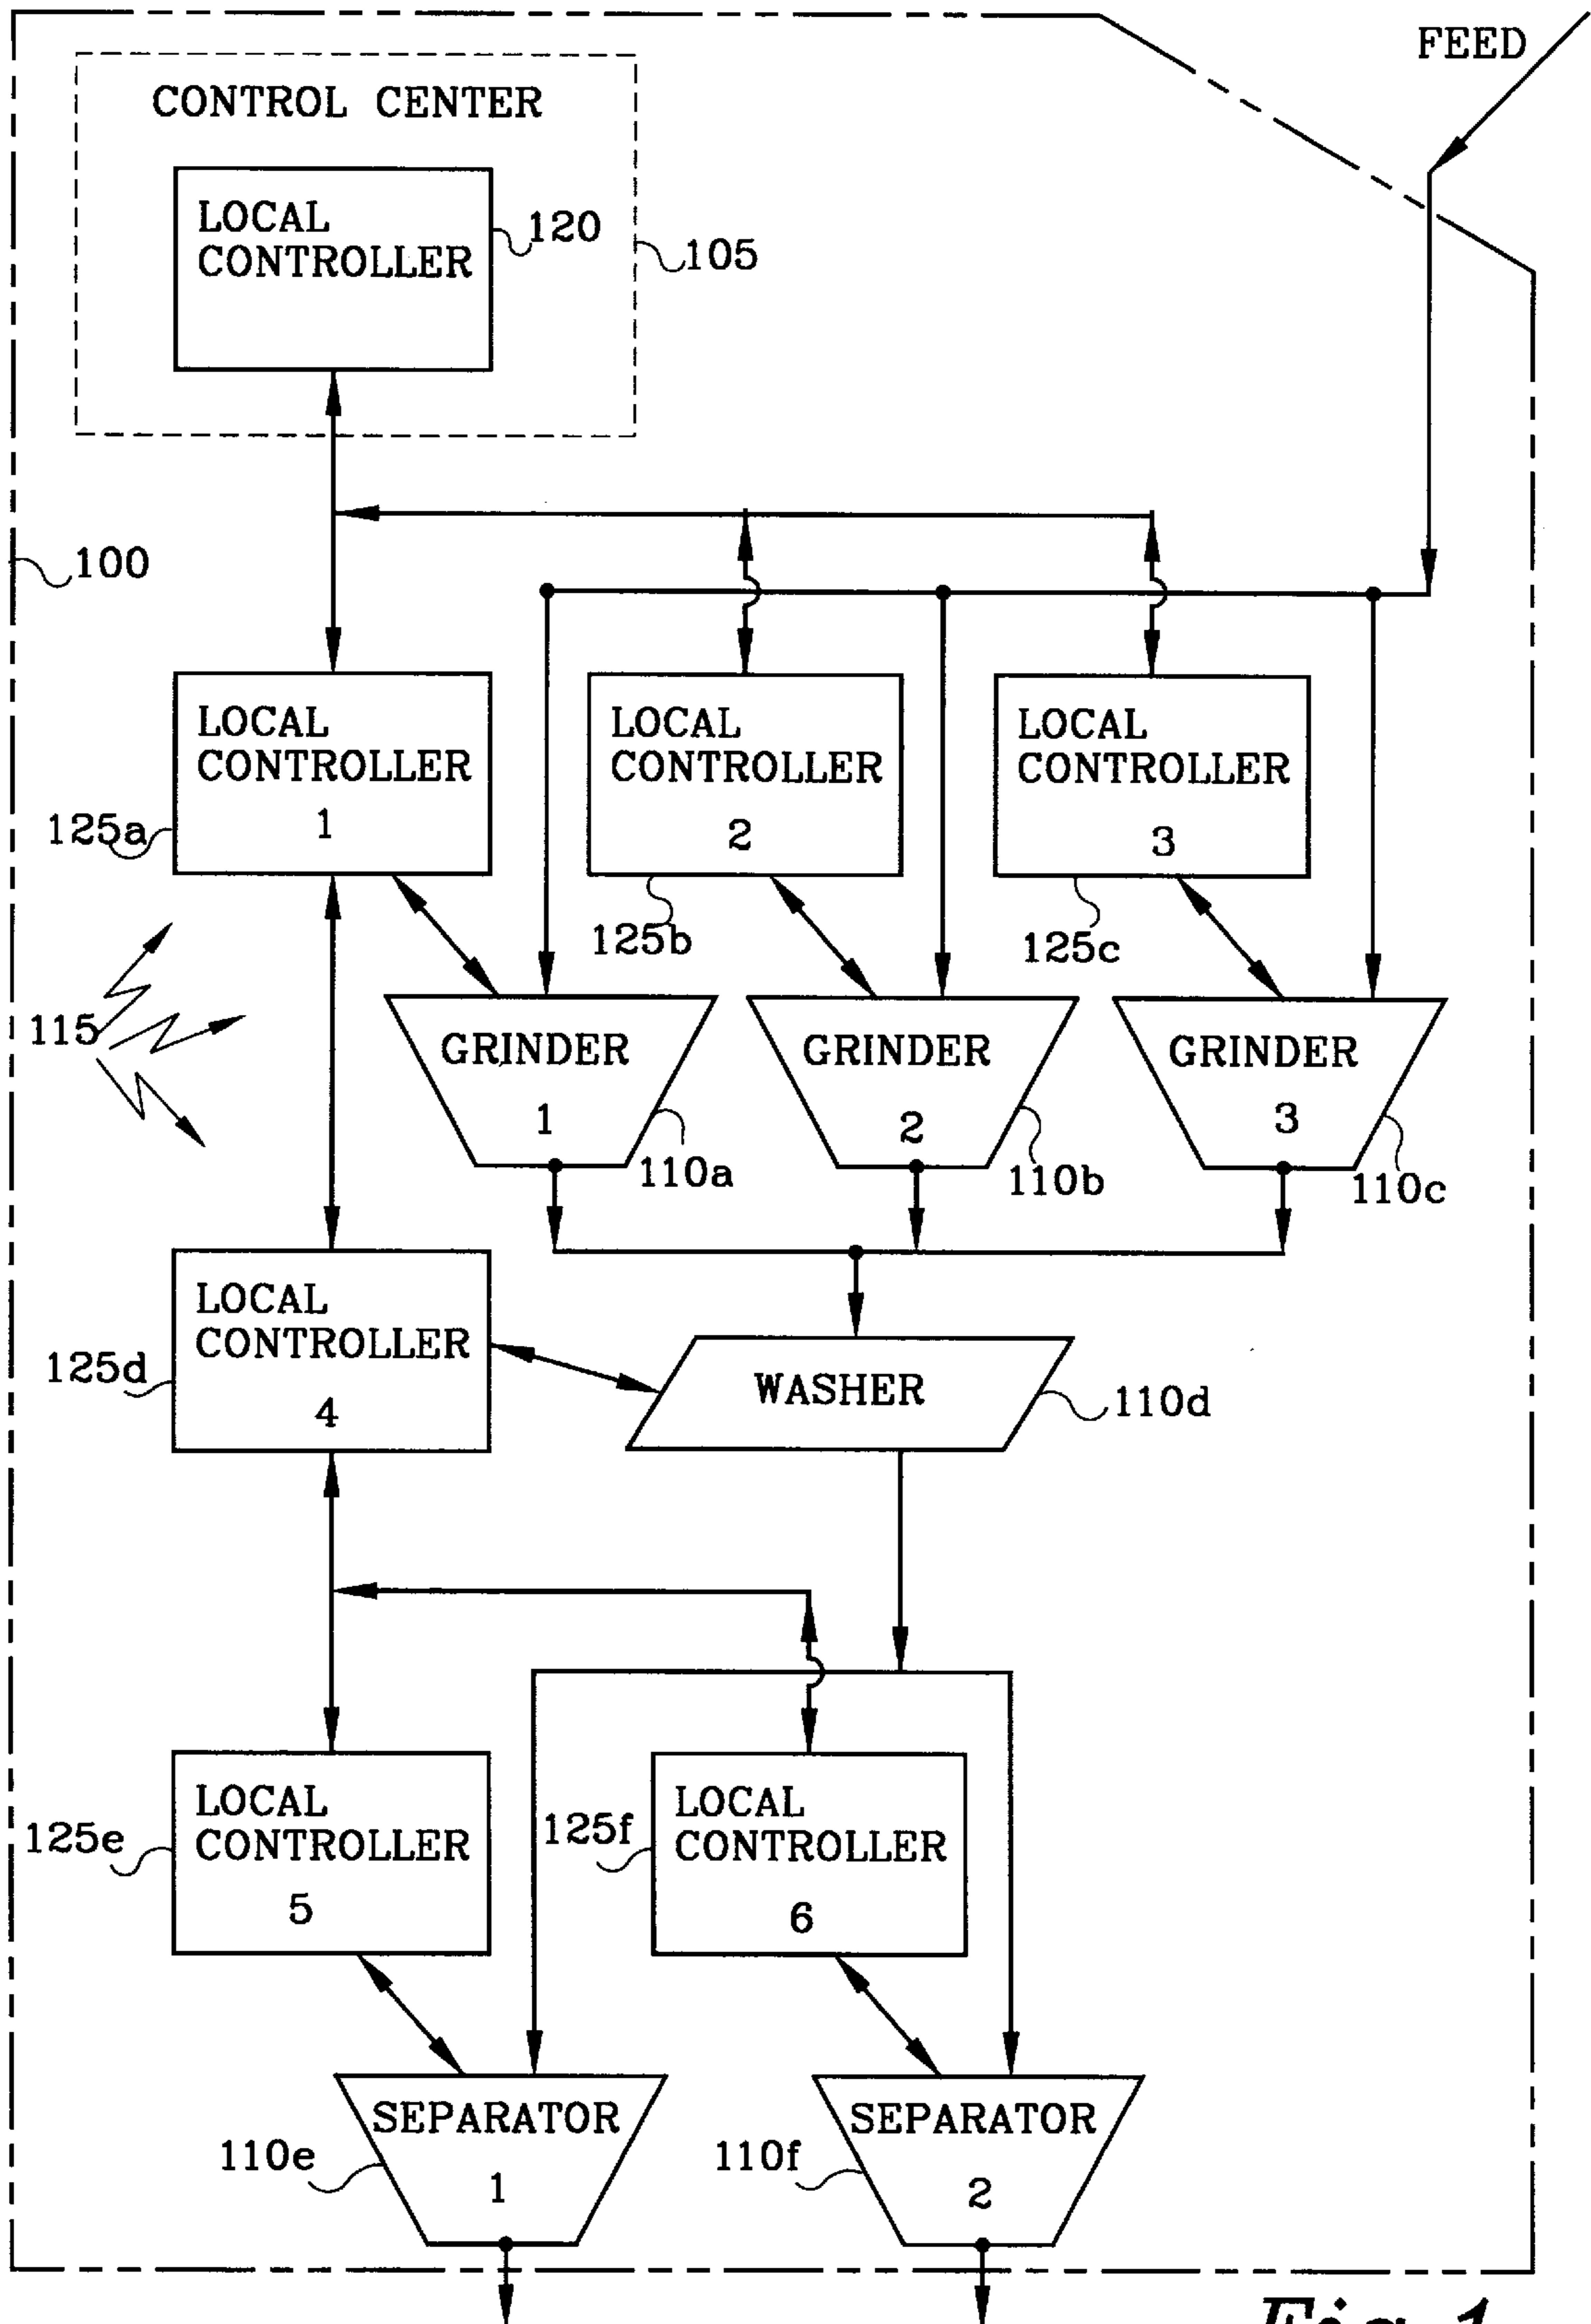 FEED
CONTROL CENTER
LOCAL
CONTROLLER
120
105
100
LOCAL
CONTROLLER
1
125a
LOCAL
CONTROLLER
2
125b
LOCAL
CONTROLLER
3
125c
115
GRINDER
1
110a
GRINDER
2
110b
GRINDER
3
110c
LOCAL
CONTROLLER
4
125d
WASHER
110d
LOCAL
CONTROLLER
5
125e
LOCAL
CONTROLLER
6
125f
SEPARATOR
1
110e
SEPARATOR
2
110f